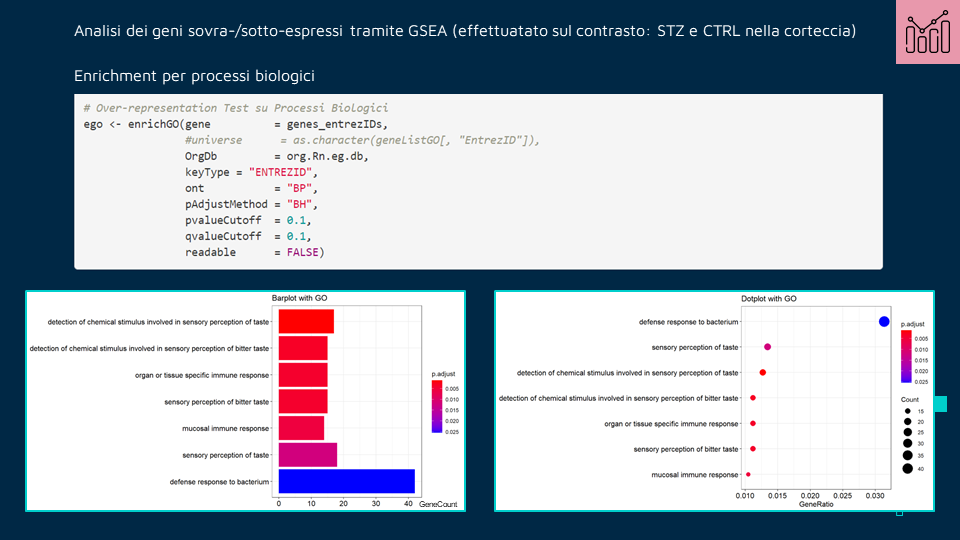 Analisi dei geni sovra-/sotto-espressi tramite GSEA (effettuatato sul contrasto: STZ e CTRL nella corteccia)
Enrichment per processi biologici
# Over-representation Test su Processi Biologici
ego <- enrichGO(gene = genes_entrezIDs,
#universe = as.character(geneListGO[, "EntrezID"]),
OrgDb = org.Rn.eg.db,
keyType = "ENTREZID",
ont = "BP",
pAdjustMethod = "BH",
pvalueCutoff = 0.1,
qvalueCutoff = 0.1,
readable = FALSE)
Barplot with GO
detection of chemical stimulus involved in sensory perception of taste
detection of chemical stimulus involved in sensory perception of bitter taste
organ or tissue specific immune response
sensory perception of bitter taste
mucosal immune response
sensory perception of taste
defense response to bacterium
0 10 20 30 40 GeneCount
p.adjust
0.005
0.010
0.015
0.020
0.025
Dotplot with GO
defense response to bacterium
sensory perception of taste
detection of chemical stimulus involved in sensory perception of taste
detection of chemical stimulus involved in sensory perception of bitter taste
organ or tissue specific immune response
sensory perception of bitter taste
mucosal immune response
0.010 0.015 0.020 0.025 0.030
GeneRatio
p.adjust
0.005
0.010
0.015
0.020
0.025
Count
15
20
25
30
35
40